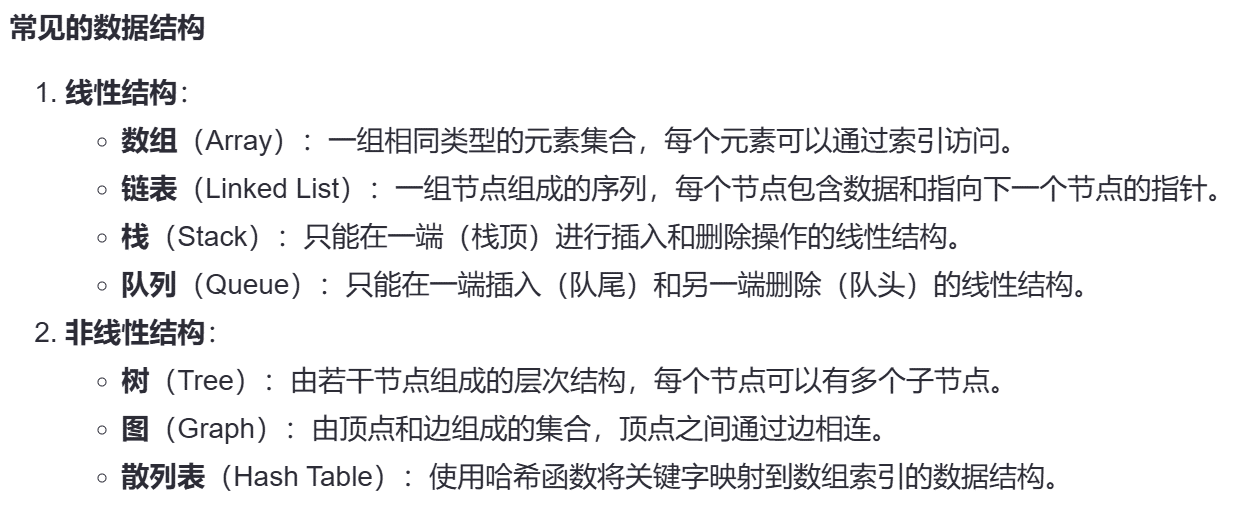 常见的数据结构
1. 线性结构：
◦ 数组（Array）：一组相同类型的元素集合，每个元素可以通过索引访问。
◦ 链表（Linked List）：一组节点组成的序列，每个节点包含数据和指向下一个节点的指针。
◦ 栈（Stack）：只能在一端（栈顶）进行插入和删除操作的线性结构。
◦ 队列（Queue）：只能在一端插入（队尾）和另一端删除（队头）的线性结构。
2. 非线性结构：
◦ 树（Tree）：由若干节点组成的层次结构，每个节点可以有多个子节点。
◦ 图（Graph）：由顶点和边组成的集合，顶点之间通过边相连。
◦ 散列表（Hash Table）：使用哈希函数将关键字映射到数组索引的数据结构。